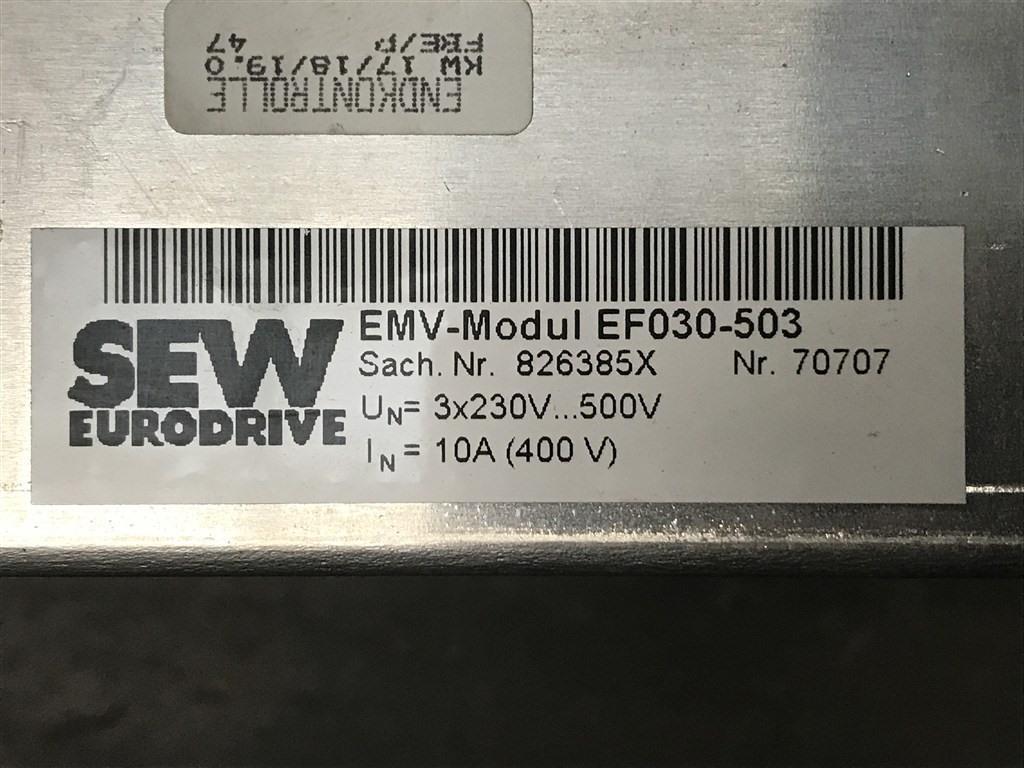 ENDKONTROLLE
KW 17/18/19.0
FBE/P
47
SEW
EURODRIVE
EMV-Modul EF030-503
Sach. Nr. 826385X Nr. 70707
UN= 3x230V...500V
IN= 10A (400 V)